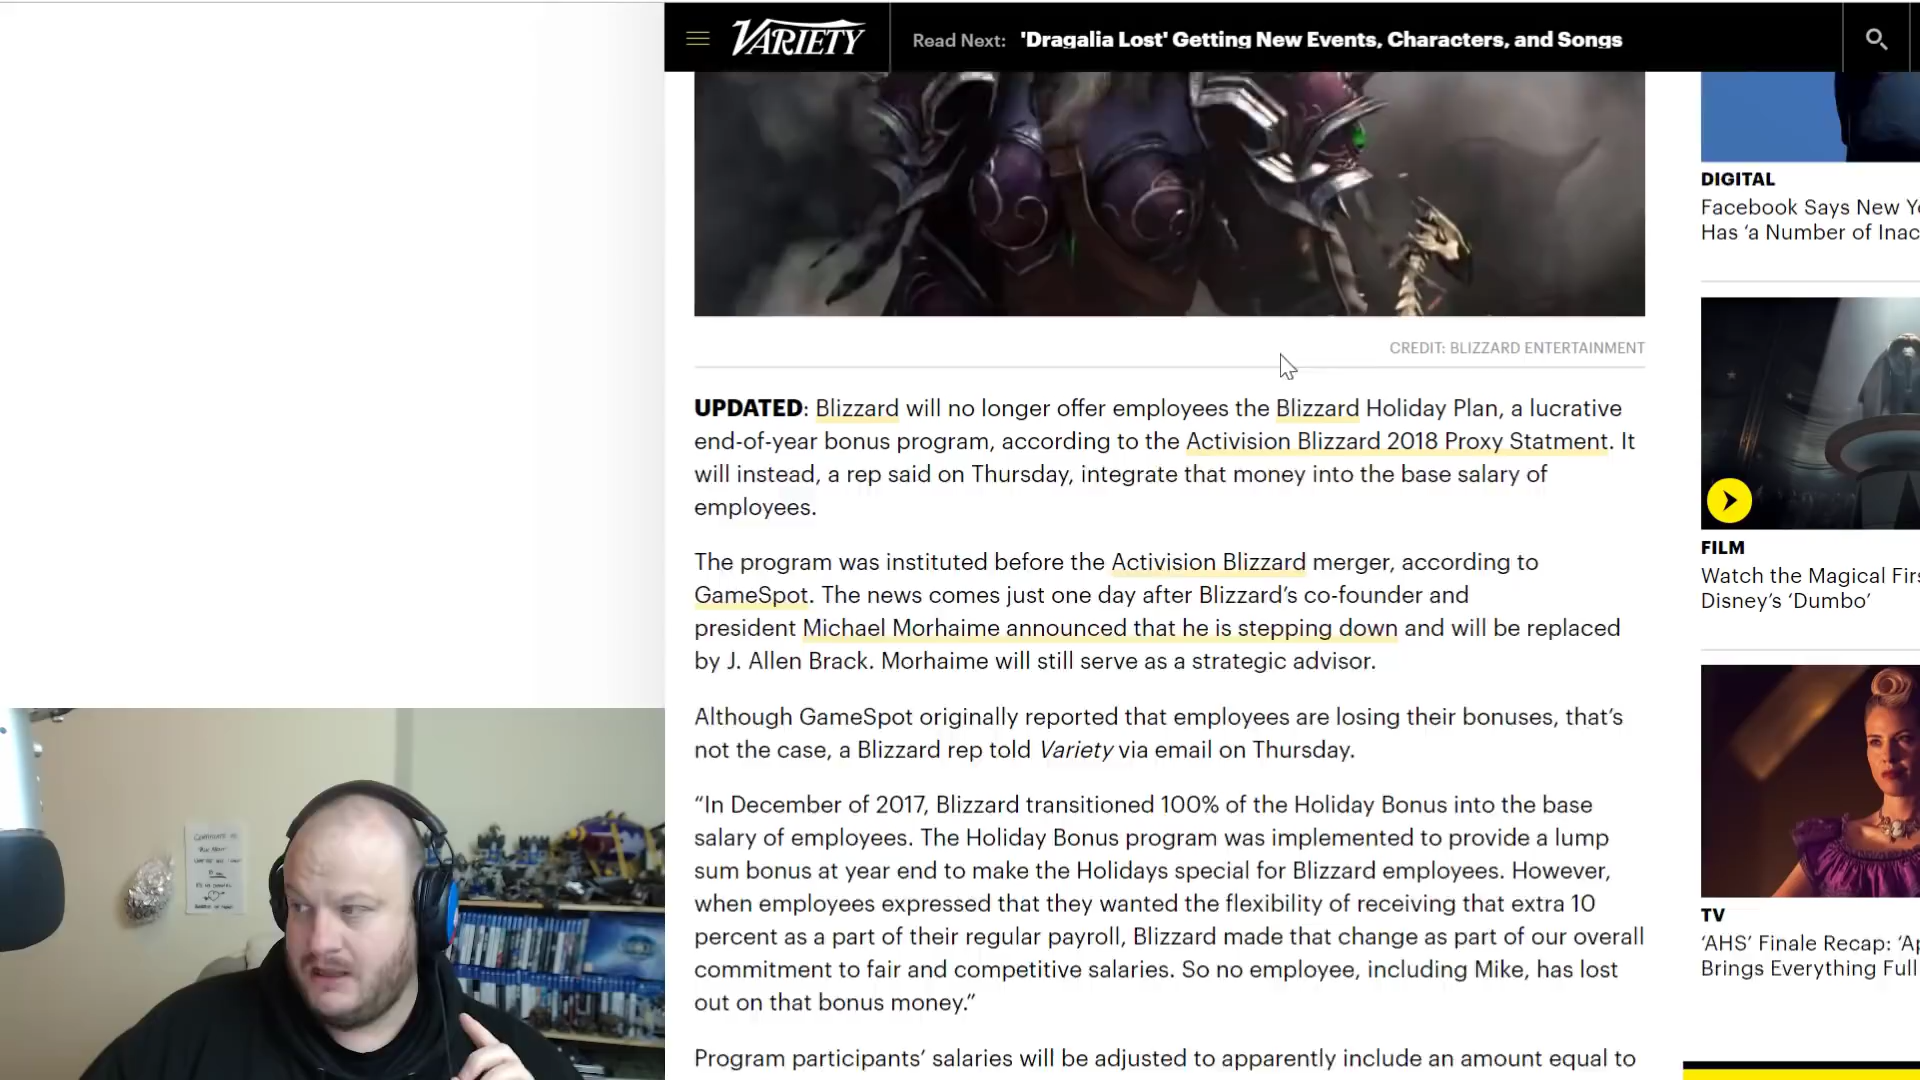 VARIETY
Read Next: 'Dragalia Lost' Getting New Events, Characters, and Songs
CREDIT: BLIZZARD ENTERTAINMENT
UPDATED: Blizzard will no longer offer employees the Blizzard Holiday Plan, a lucrative
end-of-year bonus program, according to the Activision Blizzard 2018 Proxy Statment. It
will instead, a rep said on Thursday, integrate that money into the base salary of
employees.
The program was instituted before the Activision Blizzard merger, according to
GameSpot. The news comes just one day after Blizzard's co-founder and
president Michael Morhaime announced that he is stepping down and will be replaced
by J. Allen Brack. Morhaime will still serve as a strategic advisor.
Although GameSpot originally reported that employees are losing their bonuses, that's
not the case, a Blizzard rep told Variety via email on Thursday.
“In December of 2017, Blizzard transitioned 100% of the Holiday Bonus into the base
salary of employees. The Holiday Bonus program was implemented to provide a lump
sum bonus at year end to make the Holidays special for Blizzard employees. However,
when employees expressed that they wanted the flexibility of receiving that extra 10
percent as a part of their regular payroll, Blizzard made that change as part of our overall
commitment to fair and competitive salaries. So no employee, including Mike, has lost
out on that bonus money.”
Program participants’ salaries will be adjusted to apparently include an amount equal to
DIGITAL
Facebook Says New Y
Has ‘a Number of Inac
FILM
Watch the Magical Firs
Disney’s ‘Dumbo’
TV
‘AHS’ Finale Recap: ‘Ap
Brings Everything Full